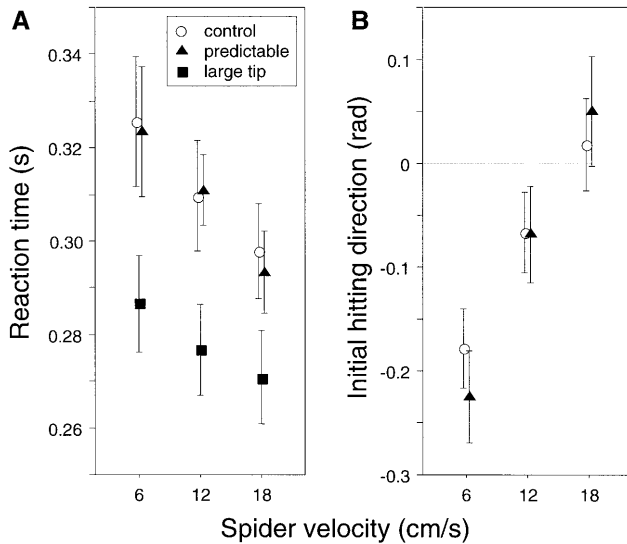 A
control
predictable
large tip
0.34
0.32
0.30
0.28
0.26
Reaction time (s)
6
12
18
B
0.1
0
-0.1
-0.2
-0.3
Initial hitting direction (rad)
6
12
18
Spider velocity (cm/s)